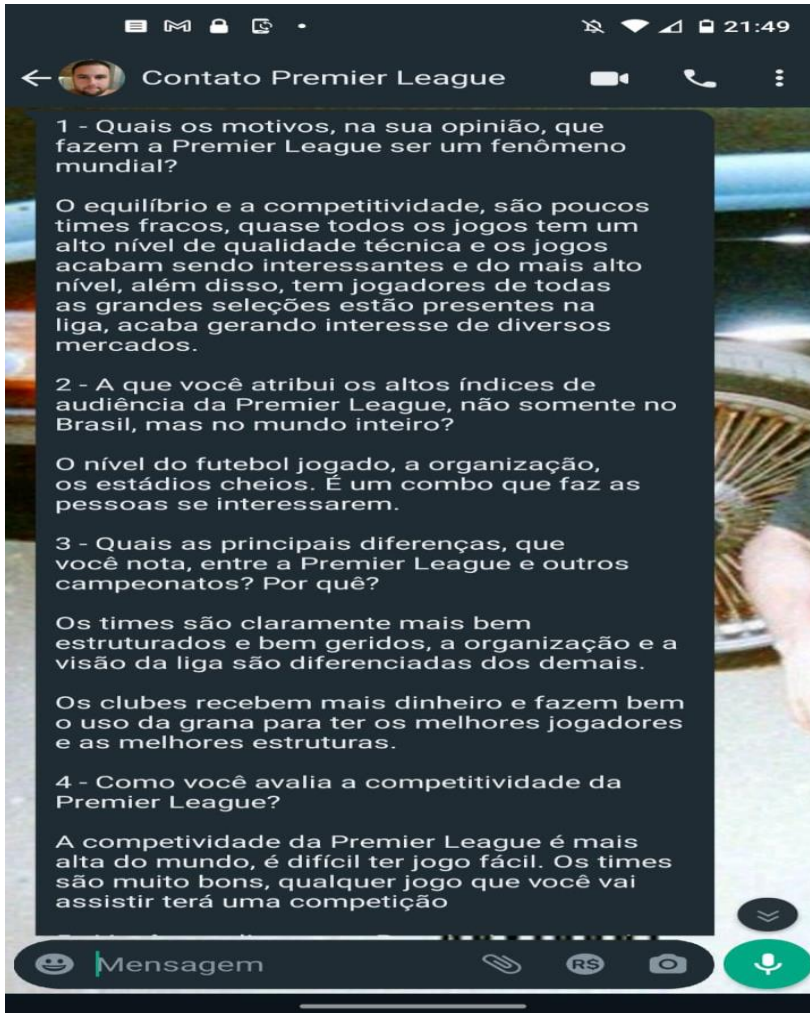 21:49
Contato Premier League
1 - Quais os motivos, na sua opinião, que
fazem a Premier League ser um fenômeno
mundial?
O equilíbrio e a competitividade, são poucos
times fracos, quase todos os jogos tem um
alto nível de qualidade técnica e os jogos
acabam sendo interessantes e do mais alto
nível, além disso, tem jogadores de todas
as grandes seleções estão presentes na
liga, acaba gerando interesse de diversos
mercados.
2 - A que você atribui os altos índices de
audiência da Premier League, não somente no
Brasil, mas no mundo inteiro?
O nível do futebol jogado, a organização,
os estádios cheios. É um combo que faz as
pessoas se interessarem.
3 - Quais as principais diferenças, que
você nota, entre a Premier League e outros
campeonatos? Por quê?
Os times são claramente mais bem
estruturados e bem geridos, a organização e a
visão da liga são diferenciadas dos demais.
Os clubes recebem mais dinheiro e fazem bem
o uso da grana para ter os melhores jogadores
e as melhores estruturas.
4 - Como você avalia a competitividade da
Premier League?
A competividade da Premier League é mais
alta do mundo, é difícil ter jogo fácil. Os times
são muito bons, qualquer jogo que você vai
assistir terá uma competição
Mensagem
R$